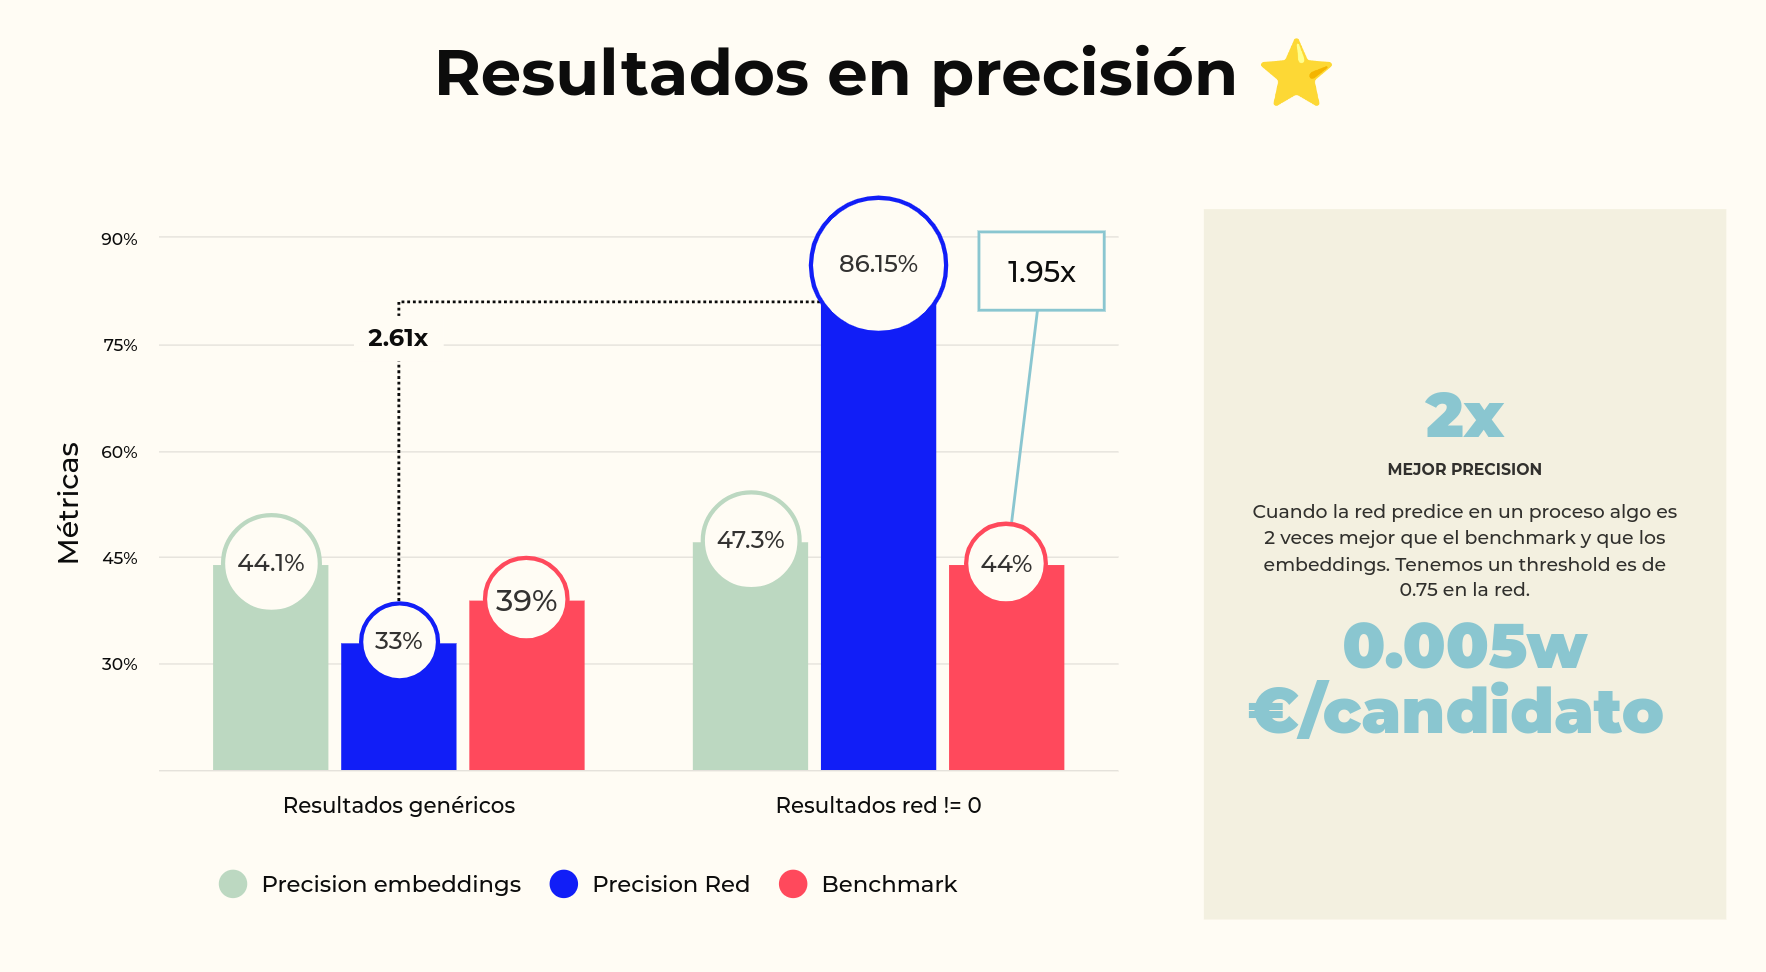 Resultados en precisión
Métricas
90%
75%
60%
45%
30%
2.61x
1.95x
44.1%
33%
39%
47.3%
86.15%
44%
Resultados genéricos
Resultados red != 0
Precision embeddings
Precision Red
Benchmark
2x
MEJOR PRECISION
Cuando la red predice en un proceso algo es
2 veces mejor que el benchmark y que los
embeddings. Tenemos un threshold es de
0.75 en la red.
0.005w
€/candidato